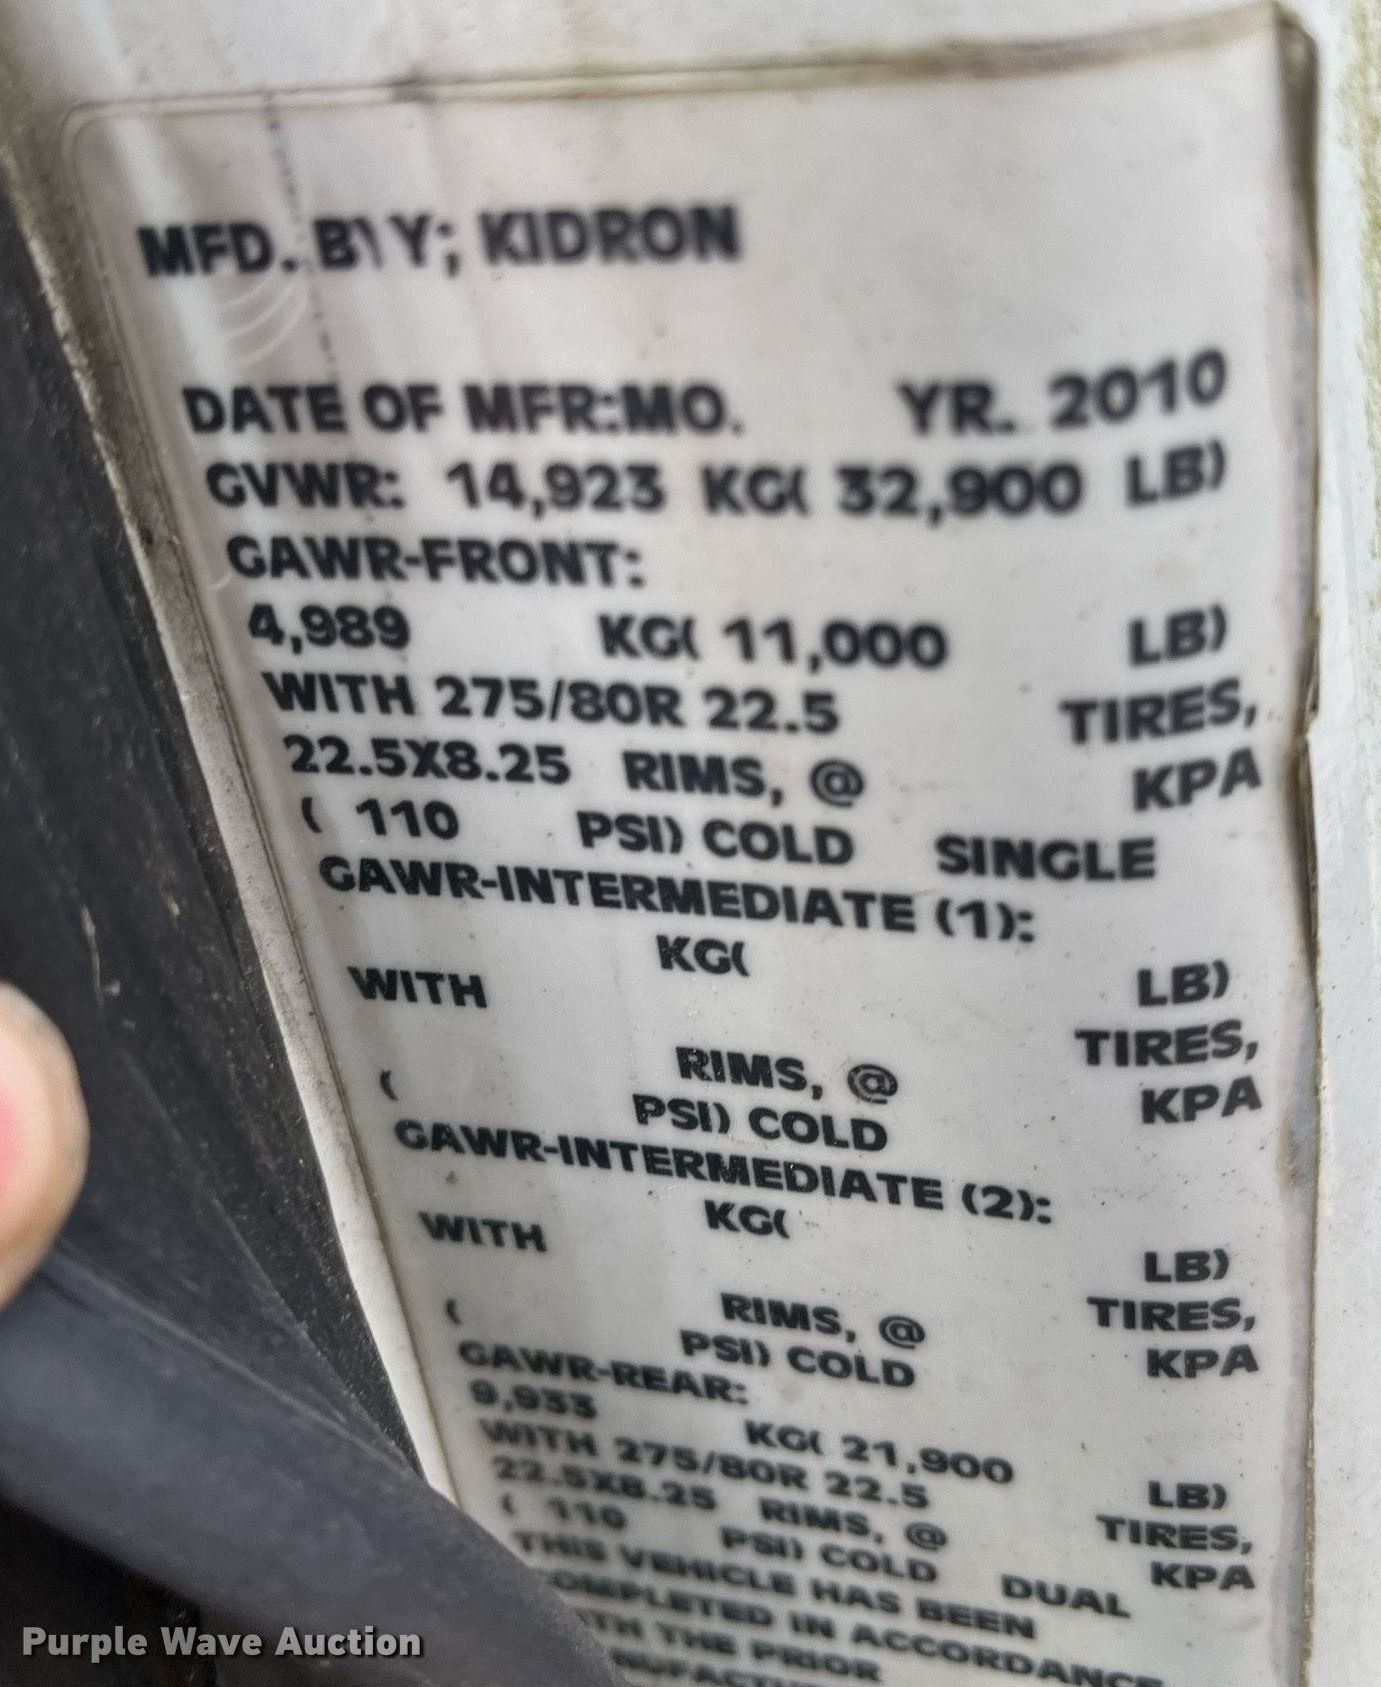 MFD. B\Y; KIDRON
DATE OF MFR:MO. YR. 2010
GVWR: 14,923 KG( 32,900 LB)
GAWR-FRONT:
4,989 KG( 11,000 LB)
WITH 275/80R 22.5 TIRES,
22.5X8.25 RIMS, @ KPA
( 110 PSI) COLD SINGLE
GAWR-INTERMEDIATE (1):
KG( LB)
WITH TIRES,
RIMS, @ KPA
( PSI) COLD
GAWR-INTERMEDIATE (2):
KG( LB)
WITH TIRES,
RIMS, @ KPA
( PSI) COLD
GAWR-REAR:
9,933 KG( 21,900 LB)
WITH 275/80R 22.5 TIRES,
22.5X8.25 RIMS, @ KPA
( 110 PSI) COLD DUAL
THIS VEHICLE HAS BEEN
COMPLETED IN ACCORDANCE
THE PRIOR
Purple Wave Auction